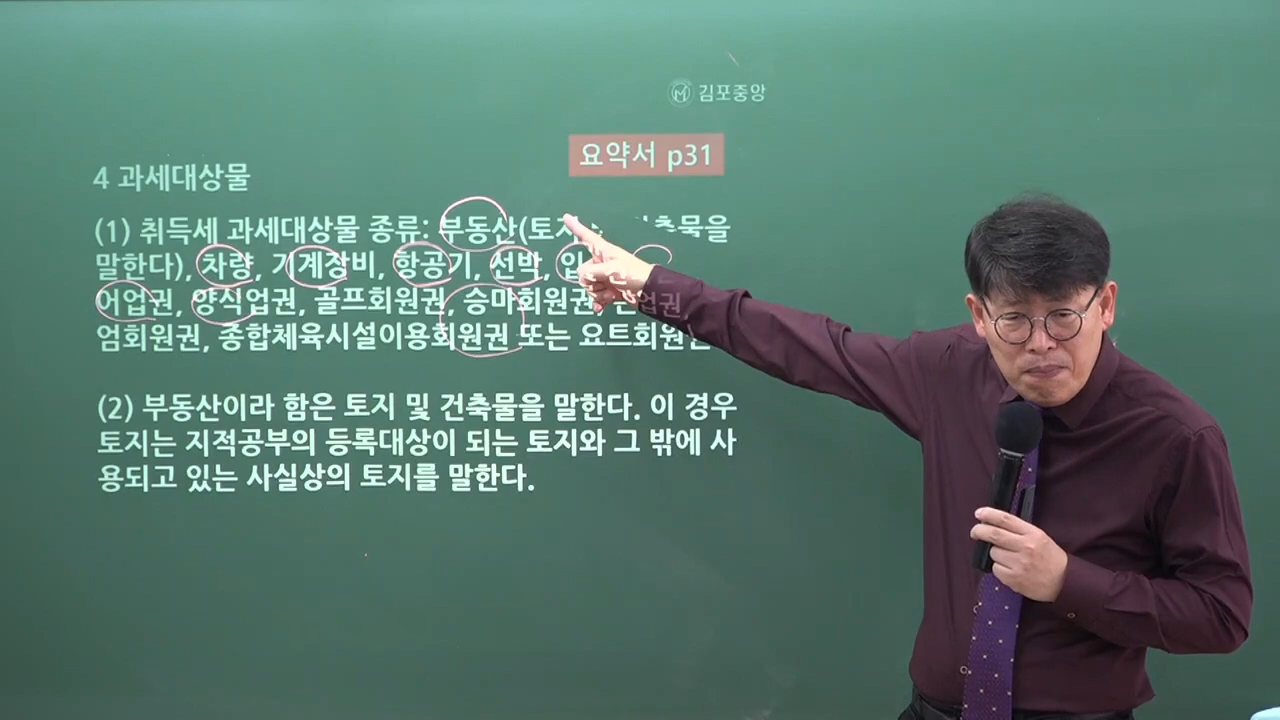 김포중앙
요약서 p31
4 과세대상물
(1) 취득세 과세대상물 종류: 부동산(토지 축물을
말한다), 차량, 기계장비, 항공기, 선박, 입
어업권, 양식업권, 골프회원권, 승마회원권,
엄회원권, 종합체육시설이용회원권 또는 요트회원권
(2) 부동산이라 함은 토지 및 건축물을 말한다. 이 경우
토지는 지적공부의 등록대상이 되는 토지와 그 밖에 사
용되고 있는 사실상의 토지를 말한다.